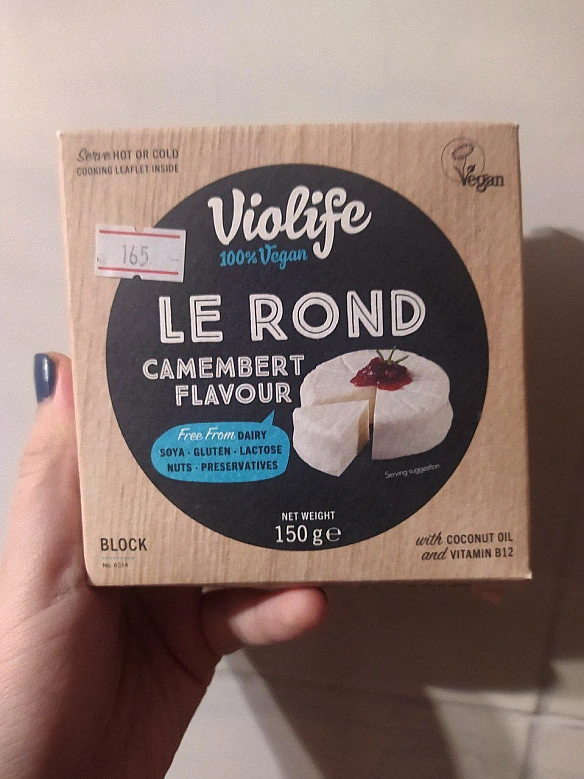 Serve HOT OR COLD
COOKING LEAFLET INSIDE
Vegan
Violife
100% Vegan
165
LE ROND
CAMEMBERT
FLAVOUR
Free From DAIRY
SOYA · GLUTEN · LACTOSE
NUTS · PRESERVATIVES
Serving suggestion
NET WEIGHT
150 g ℮
BLOCK
with COCONUT OIL
and VITAMIN B12